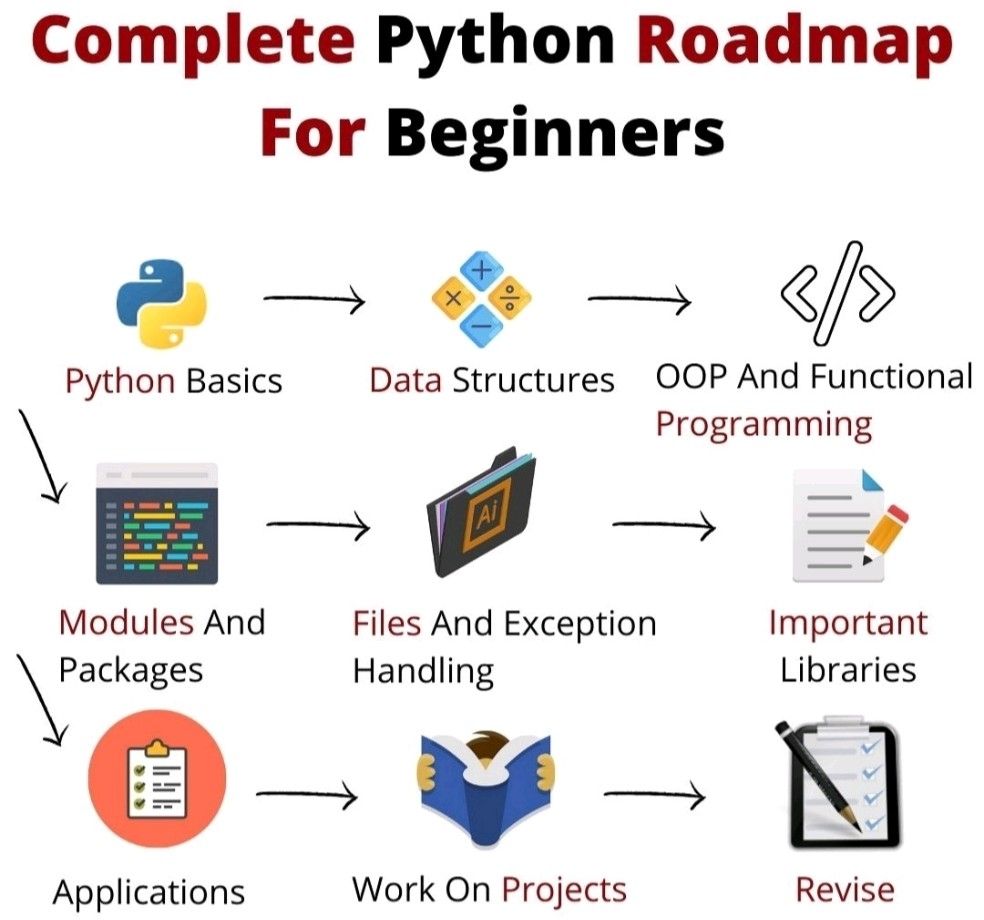 Complete Python Roadmap
For Beginners
Python Basics
Data Structures
OOP And Functional
Programming
Modules And
Packages
Ai
Files And Exception
Handling
Important
Libraries
Applications
Work On Projects
Revise